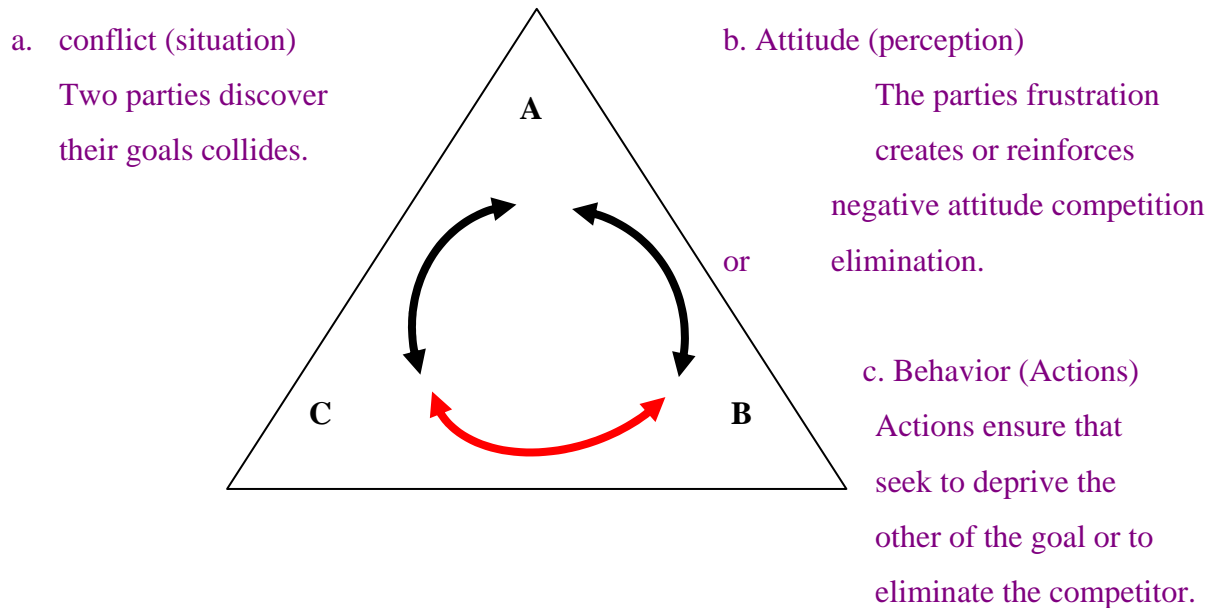 a. conflict (situation)
Two parties discover
their goals collides.
b. Attitude (perception)
The parties frustration
creates or reinforces
negative attitude competition
or elimination.
A
C
B
c. Behavior (Actions)
Actions ensure that
seek to deprive the
other of the goal or to
eliminate the competitor.